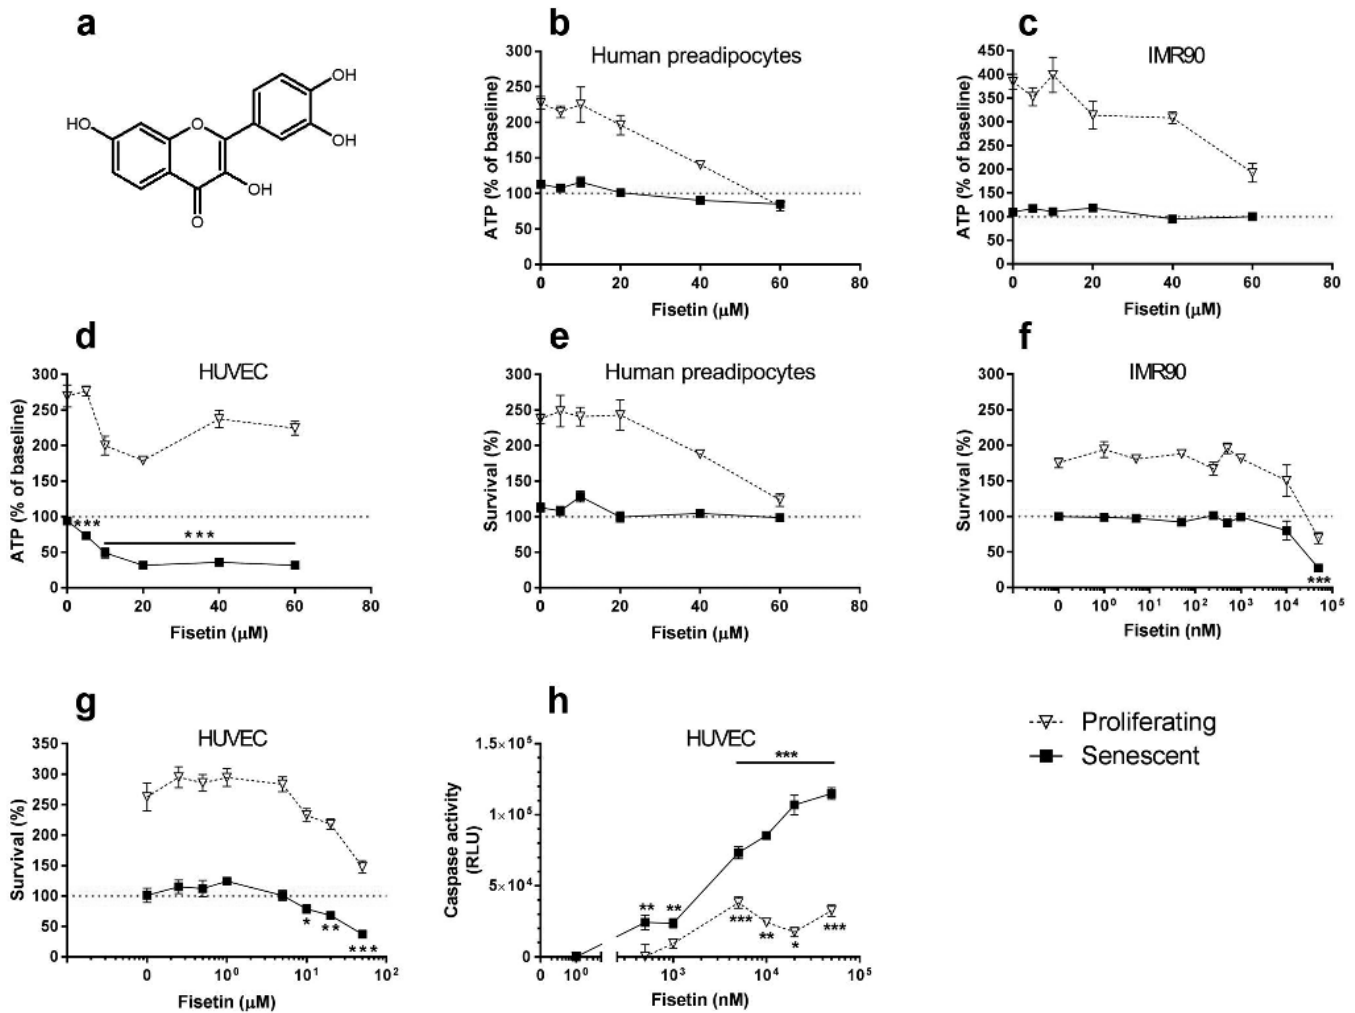 a
HO
O
OH
OH
OH
O
b
Human preadipocytes
ATP (% of baseline)
300
250
200
150
100
50
0
0 20 40 60 80
Fisetin (μM)
c
IMR90
ATP (% of baseline)
450
400
350
300
250
200
150
100
50
0
0 20 40 60 80
Fisetin (μM)
d
HUVEC
ATP (% of baseline)
300
250
200
150
100
50
0
***
***
0 20 40 60 80
Fisetin (μM)
e
Human preadipocytes
Survival (%)
300
250
200
150
100
50
0
0 20 40 60 80
Fisetin (μM)
f
IMR90
Survival (%)
300
250
200
150
100
50
0
***
0 10⁰ 10¹ 10² 10³ 10⁴ 10⁵
Fisetin (nM)
g
HUVEC
Survival (%)
350
300
250
200
150
100
50
0
* ** ***
0 10⁰ 10¹ 10²
Fisetin (μM)
h
HUVEC
Caspase activity
(RLU)
1.5×10⁵
1×10⁵
5×10⁴
0
***
** **
*** ** * ***
0 10⁰ 10³ 10⁴ 10⁵
Fisetin (nM)
Proliferating
Senescent